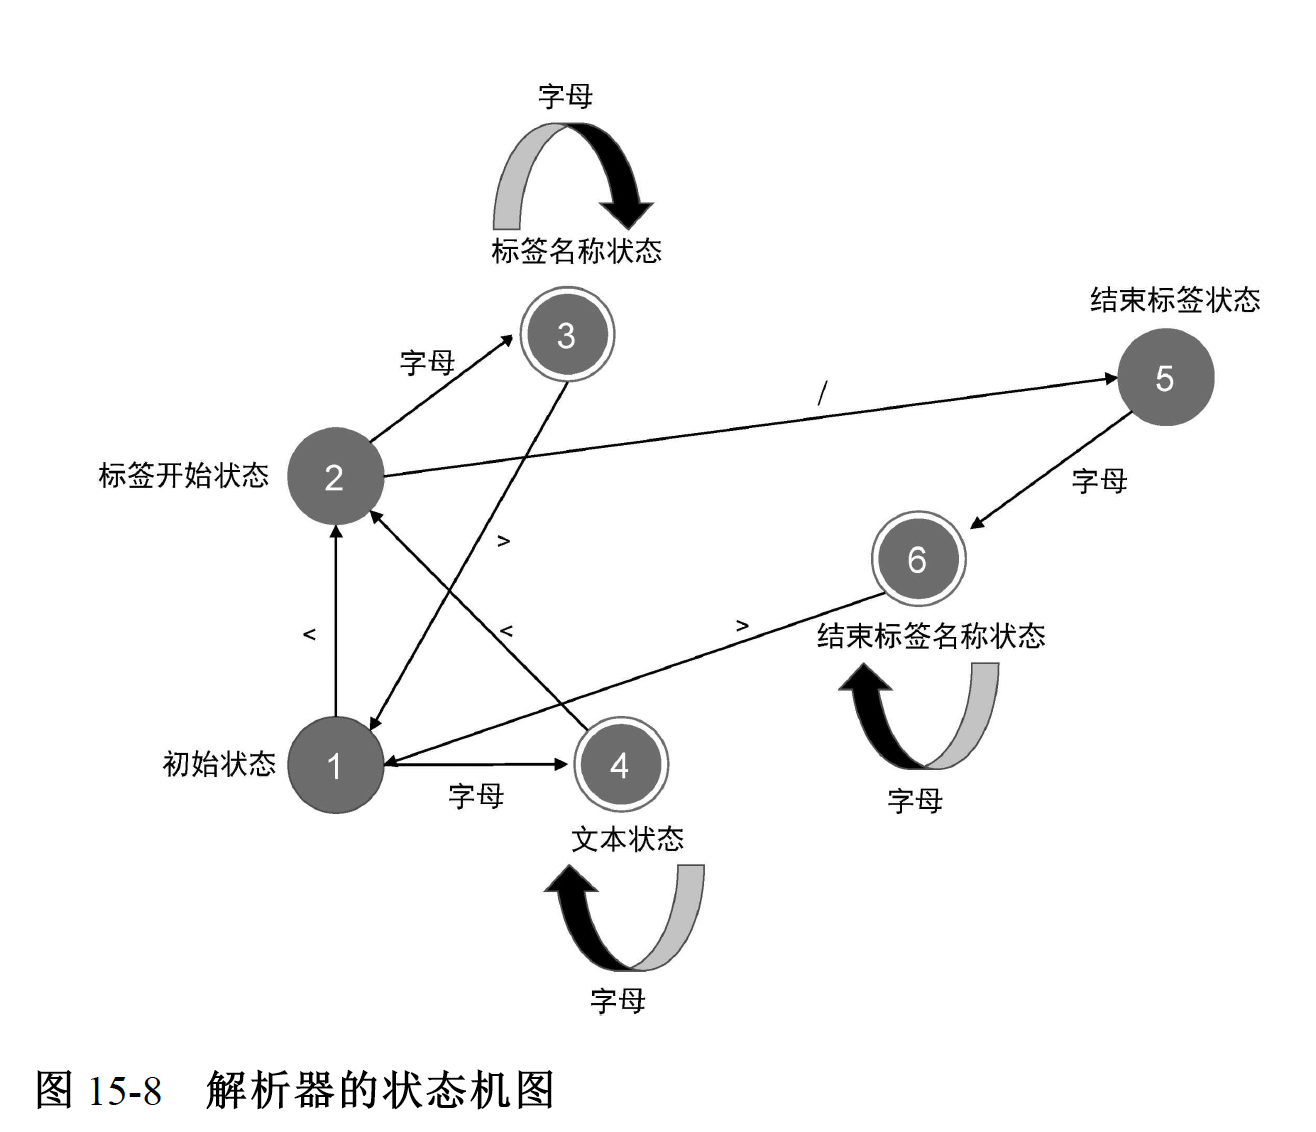 字母
标签名称状态
3
结束标签状态
5
字母
/
标签开始状态
2
字母
>
6
<
<
>
结束标签名称状态
初始状态
1
字母
4
字母
文本状态
字母
图 15-8 解析器的状态机图